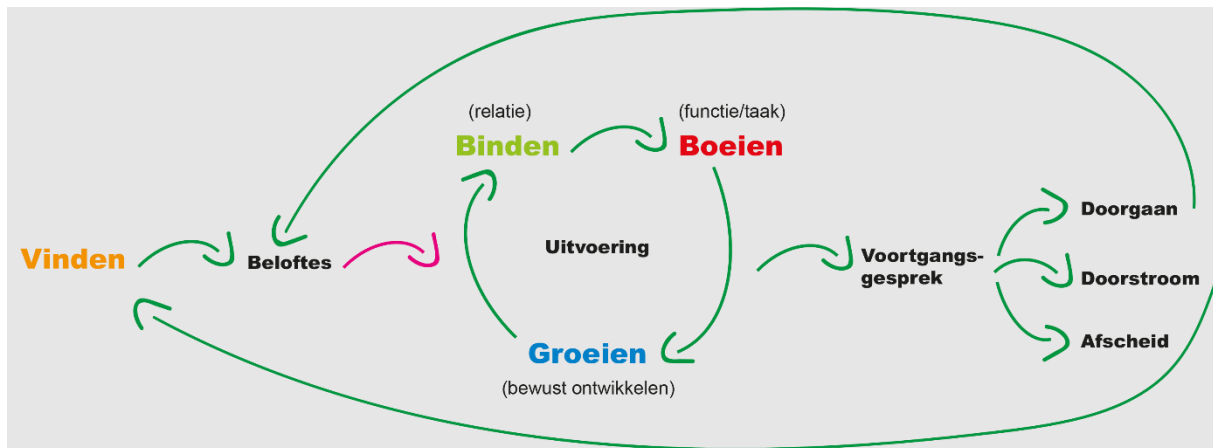 Vinden
Beloftes
(relatie)
Binden
(functie/taak)
Boeien
Uitvoering
Groeien
(bewust ontwikkelen)
Voortgangs-
gesprek
Doorgaan
Doorstroom
Afscheid